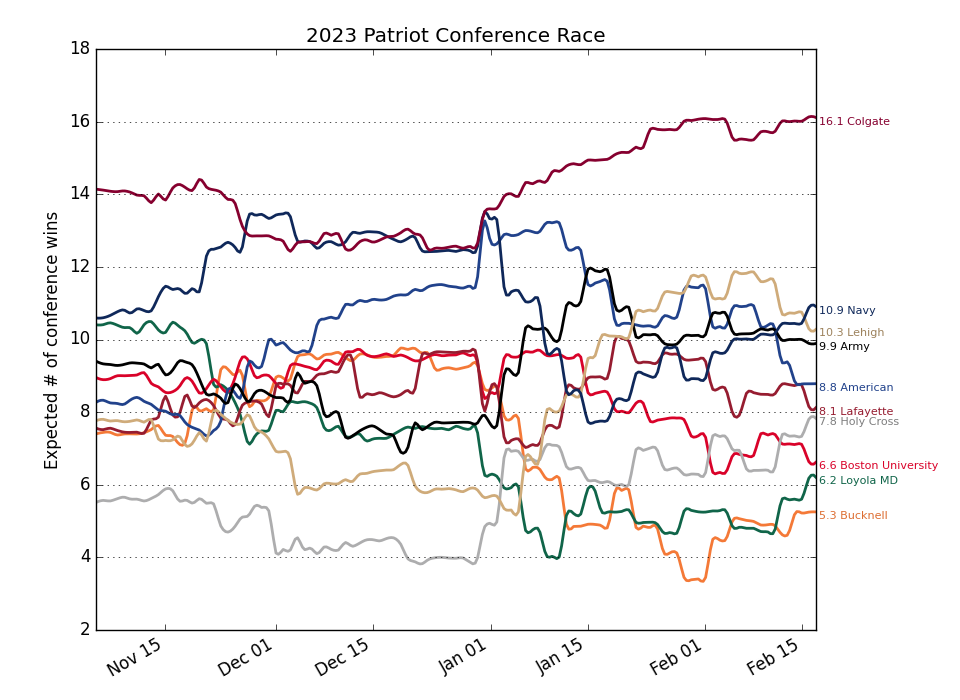 2023 Patriot Conference Race
Expected # of conference wins
18
16
14
12
10
8
6
4
2
Nov 15
Dec 01
Dec 15
Jan 01
Jan 15
Feb 01
Feb 15
16.1 Colgate
10.9 Navy
10.3 Lehigh
9.9 Army
8.8 American
8.1 Lafayette
7.8 Holy Cross
6.6 Boston University
6.2 Loyola MD
5.3 Bucknell